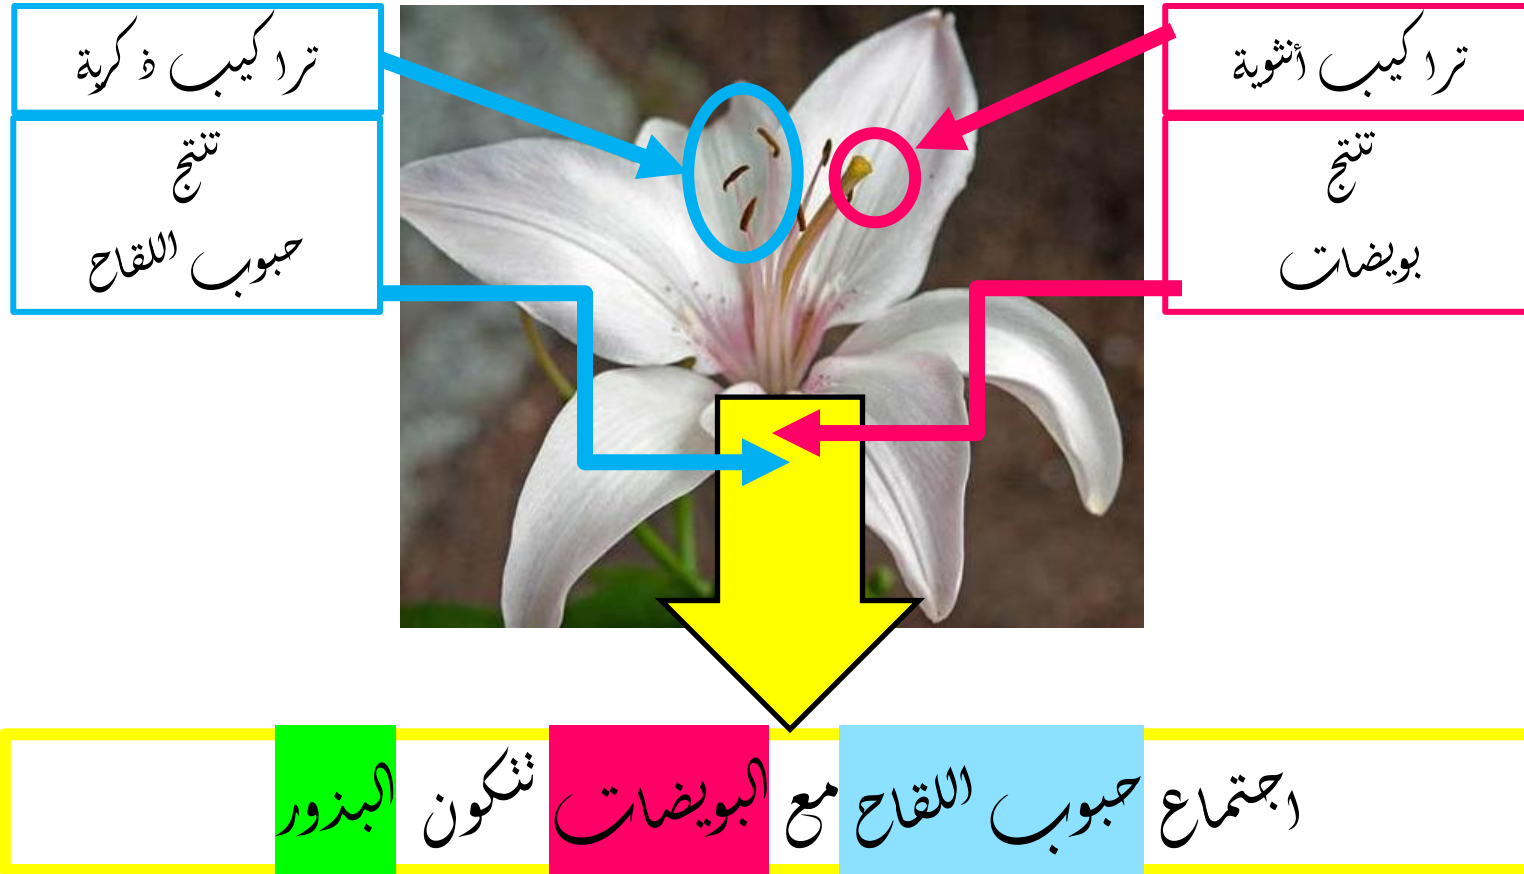 تراكيب أنثوية
تنتج
بويضات
تراكيب ذكرية
تنتج
حبوب اللقاح
اجتماع حبوب اللقاح مع البويضات تتكون البذور